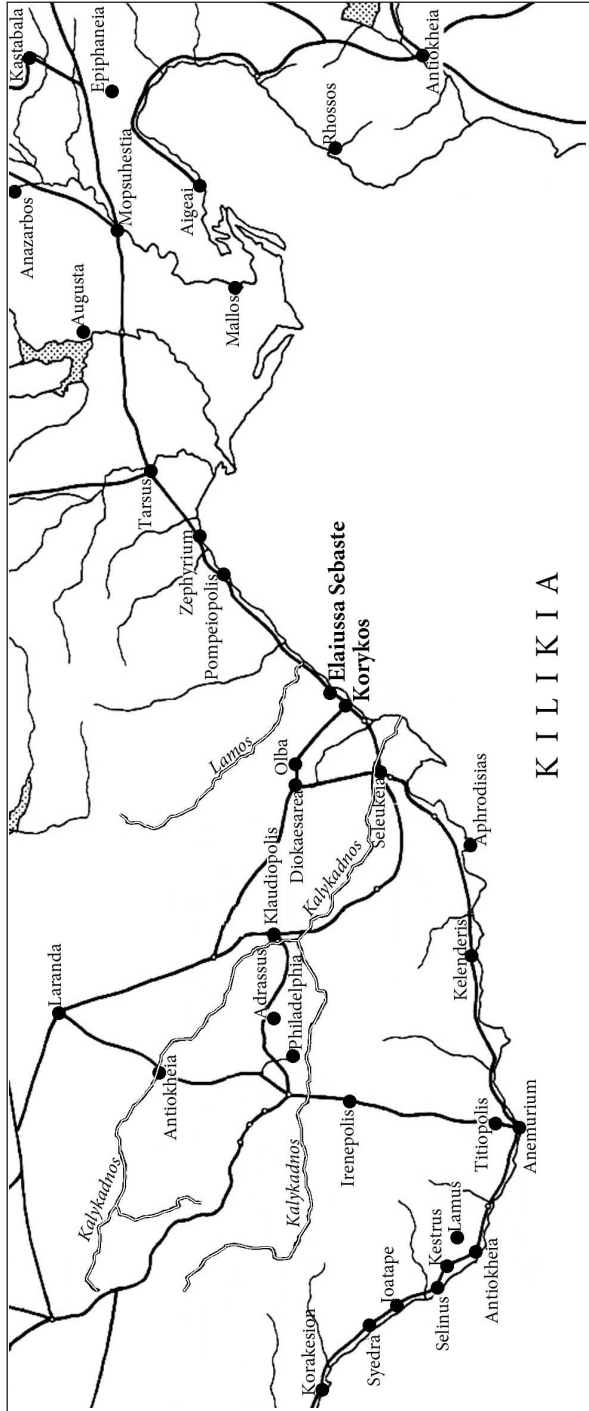 Kastabala
Epiphaneia
Anazarbos
Mopsuhestia
Augusta
Aigeai
Rhossos
Antiokheia
Mallos
Tarsus
Zephyrium
Pompeiopolis
Elaiussa Sebaste
Korykos
Lamos
Olba
Diokaesarea
Seleukeia
Aphrodisias
KILIKIA
Klaudiopolis
Kalykadnos
Laranda
Adrassus
Philadelphia
Kelenderis
Antiokheia
Kalykadnos
Kalykadnos
Irenepolis
Titiopolis
Anemurium
Lamus
Kestrus
Antiokheia
Selinus
Iotape
Syedra
Korakesion